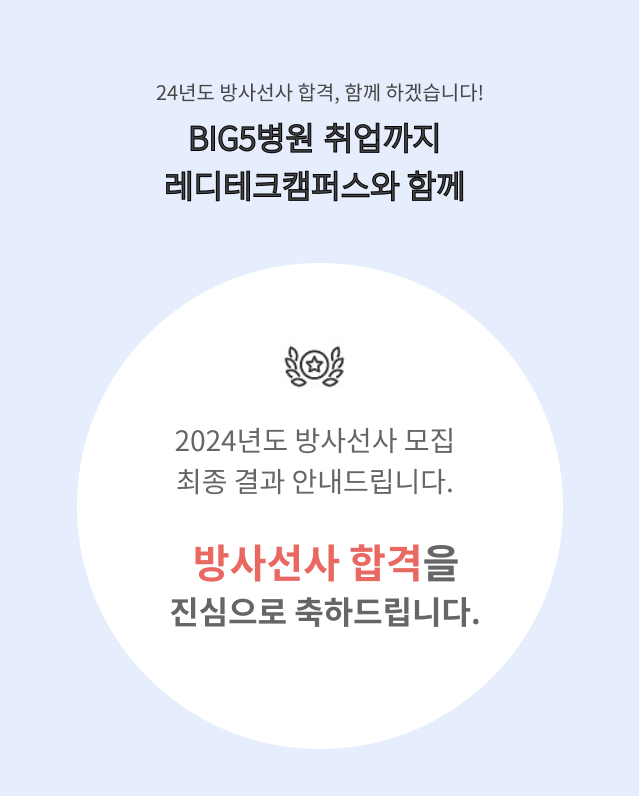 24년도 방사선사 합격, 함께 하겠습니다!
BIG5병원 취업까지
레디테크캠퍼스와 함께
2024년도 방사선사 모집
최종 결과 안내드립니다.
방사선사 합격을
진심으로 축하드립니다.